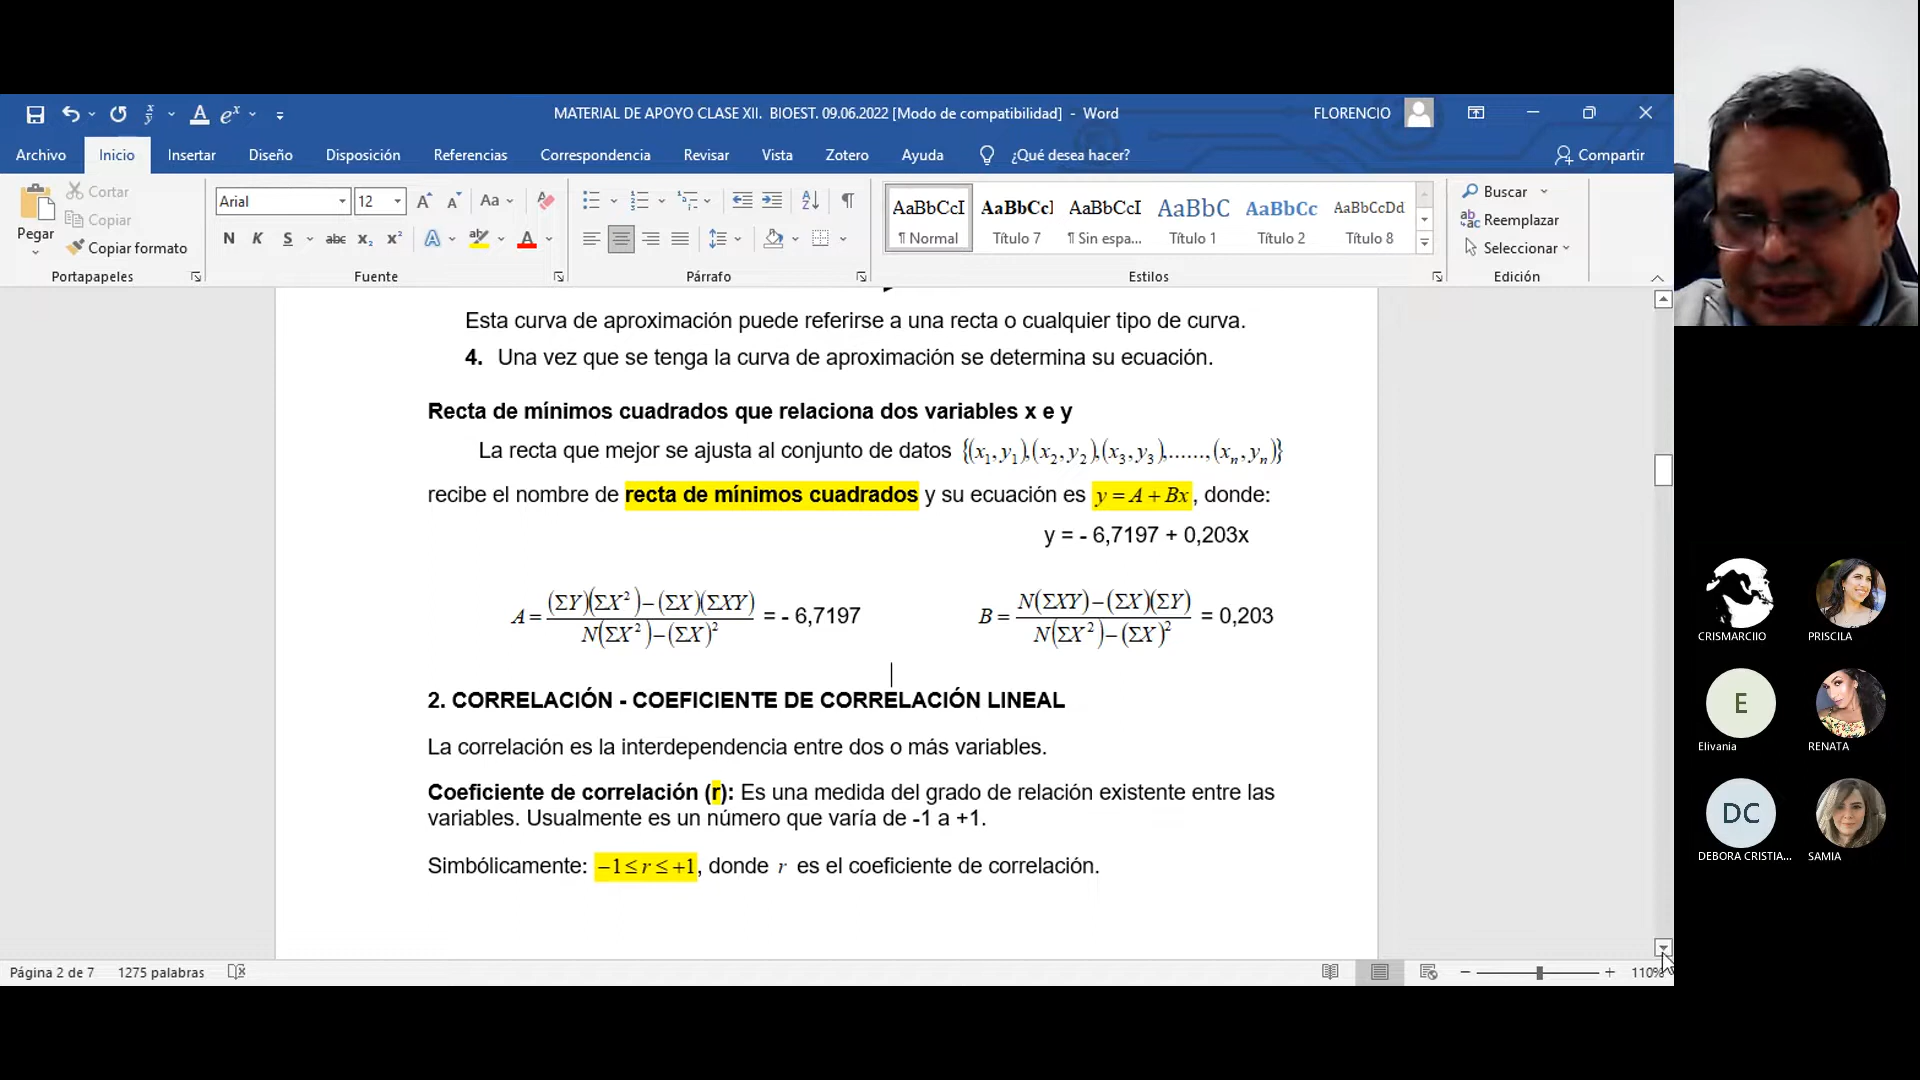 MATERIAL DE APOYO CLASE XII.  BIOEST. 09.06.2022 [Modo de compatibilidad]  -  Word
FLORENCIO
Archivo Inicio Insertar Diseño Disposición Referencias Correspondencia Revisar Vista Zotero Ayuda ¿Qué desea hacer? Compartir
Pegar
Cortar
Copiar
Copiar formato
Portapapeles
Arial 12
N K S abc x₂ x²
Fuente
Párrafo
AaBbCcI AaBbCcI AaBbCcI AaBbC AaBbCc AaBbCcDd
¶ Normal Título 7 ¶ Sin espa... Título 1 Título 2 Título 8
Estilos
Buscar
Reemplazar
Seleccionar
Edición
Esta curva de aproximación puede referirse a una recta o cualquier tipo de curva.
4. Una vez que se tenga la curva de aproximación se determina su ecuación.
Recta de mínimos cuadrados que relaciona dos variables x e y
La recta que mejor se ajusta al conjunto de datos {(x₁, y₁),(x₂, y₂),(x₃, y₃),......,(xₙ, yₙ)}
recibe el nombre de recta de mínimos cuadrados y su ecuación es y = A + Bx, donde:
y = - 6,7197 + 0,203x
A = (ΣY)(ΣX²)−(ΣX)(ΣXY) / N(ΣX²)−(ΣX)² = - 6,7197
B = N(ΣXY)−(ΣX)(ΣY) / N(ΣX²)−(ΣX)² = 0,203
2. CORRELACIÓN - COEFICIENTE DE CORRELACIÓN LINEAL
La correlación es la interdependencia entre dos o más variables.
Coeficiente de correlación (r): Es una medida del grado de relación existente entre las
variables. Usualmente es un número que varía de -1 a +1.
Simbólicamente: −1 ≤ r ≤ +1, donde r es el coeficiente de correlación.
Página 2 de 7 1275 palabras
110%
CRISMARCIIO
PRISCILA
E
Elivania
RENATA
DC
DEBORA CRISTIA...
SAMIA